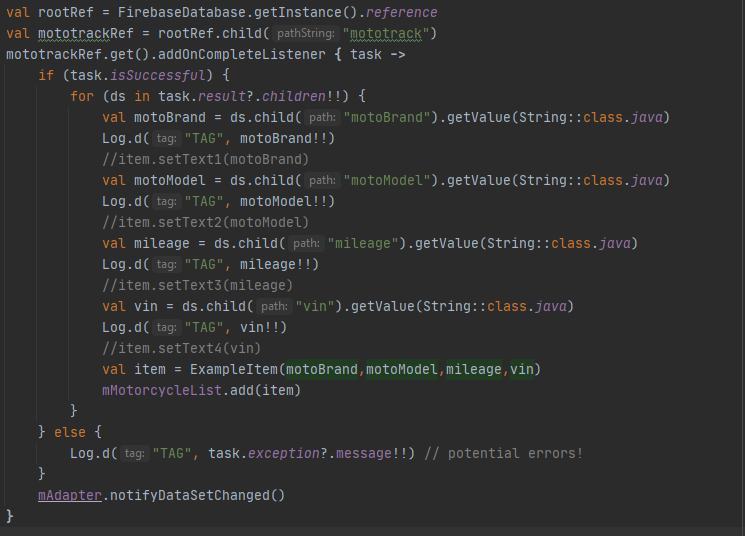 val rootRef = FirebaseDatabase.getInstance().reference
val mototrackRef = rootRef.child( pathString: "mototrack")
mototrackRef.get().addOnCompleteListener { task ->
    if (task.isSuccessful) {
        for (ds in task.result?.children!!) {
            val motoBrand = ds.child( path: "motoBrand").getValue(String::class.java)
            Log.d( tag: "TAG", motoBrand!!)
            //item.setText1(motoBrand)
            val motoModel = ds.child( path: "motoModel").getValue(String::class.java)
            Log.d( tag: "TAG", motoModel!!)
            //item.setText2(motoModel)
            val mileage = ds.child( path: "mileage").getValue(String::class.java)
            Log.d( tag: "TAG", mileage!!)
            //item.setText3(mileage)
            val vin = ds.child( path: "vin").getValue(String::class.java)
            Log.d( tag: "TAG", vin!!)
            //item.setText4(vin)
            val item = ExampleItem(motoBrand,motoModel,mileage,vin)
            mMotorcycleList.add(item)
        }
    } else {
        Log.d( tag: "TAG", task.exception?.message!!) // potential errors!
    }
    mAdapter.notifyDataSetChanged()
}